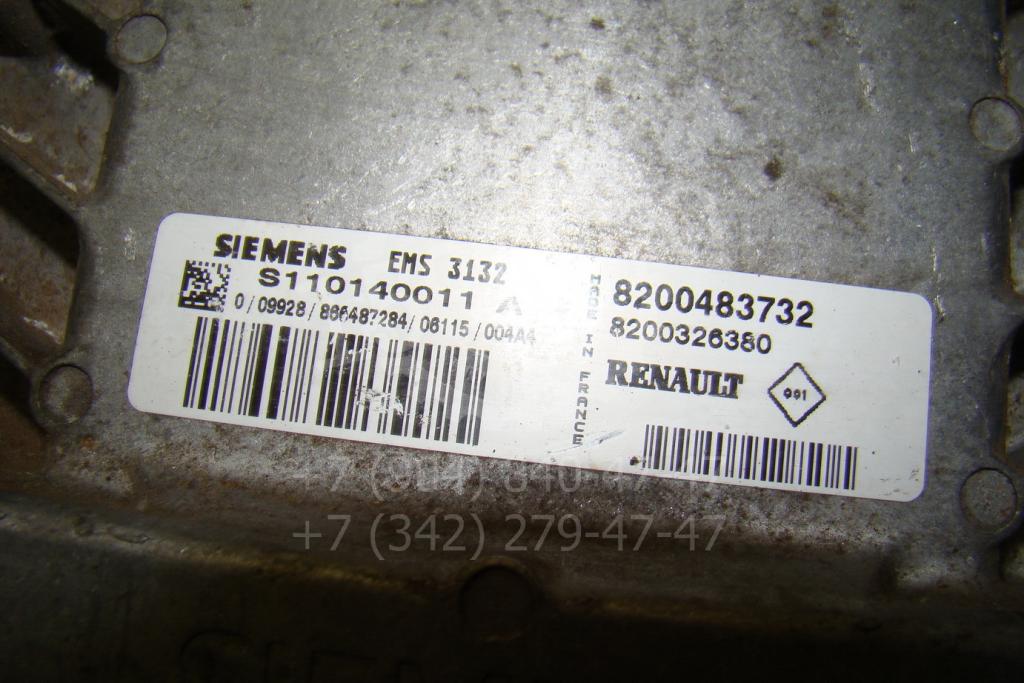 SIEMENS EMS 3132
S110140011 A
0/09928/866487284/06115/004A4
MADE IN FRANCE
8200483732
8200326380
RENAULT
001
+7 (342) 279-47-47